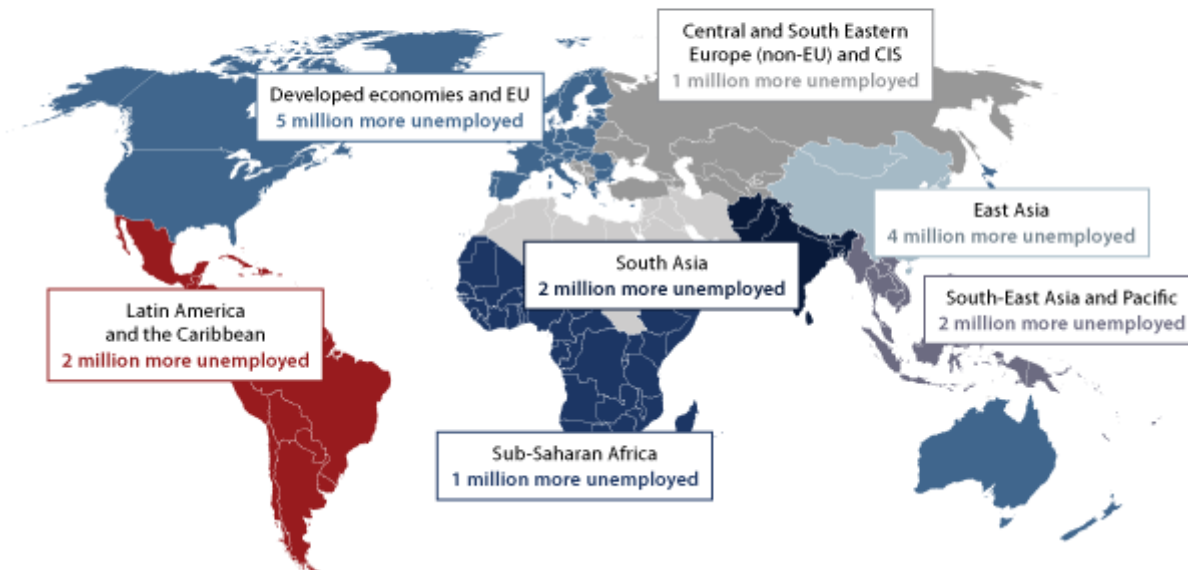 Central and South Eastern
Europe (non-EU) and CIS
1 million more unemployed
Developed economies and EU
5 million more unemployed
East Asia
4 million more unemployed
South Asia
2 million more unemployed
South-East Asia and Pacific
2 million more unemployed
Latin America
and the Caribbean
2 million more unemployed
Sub-Saharan Africa
1 million more unemployed